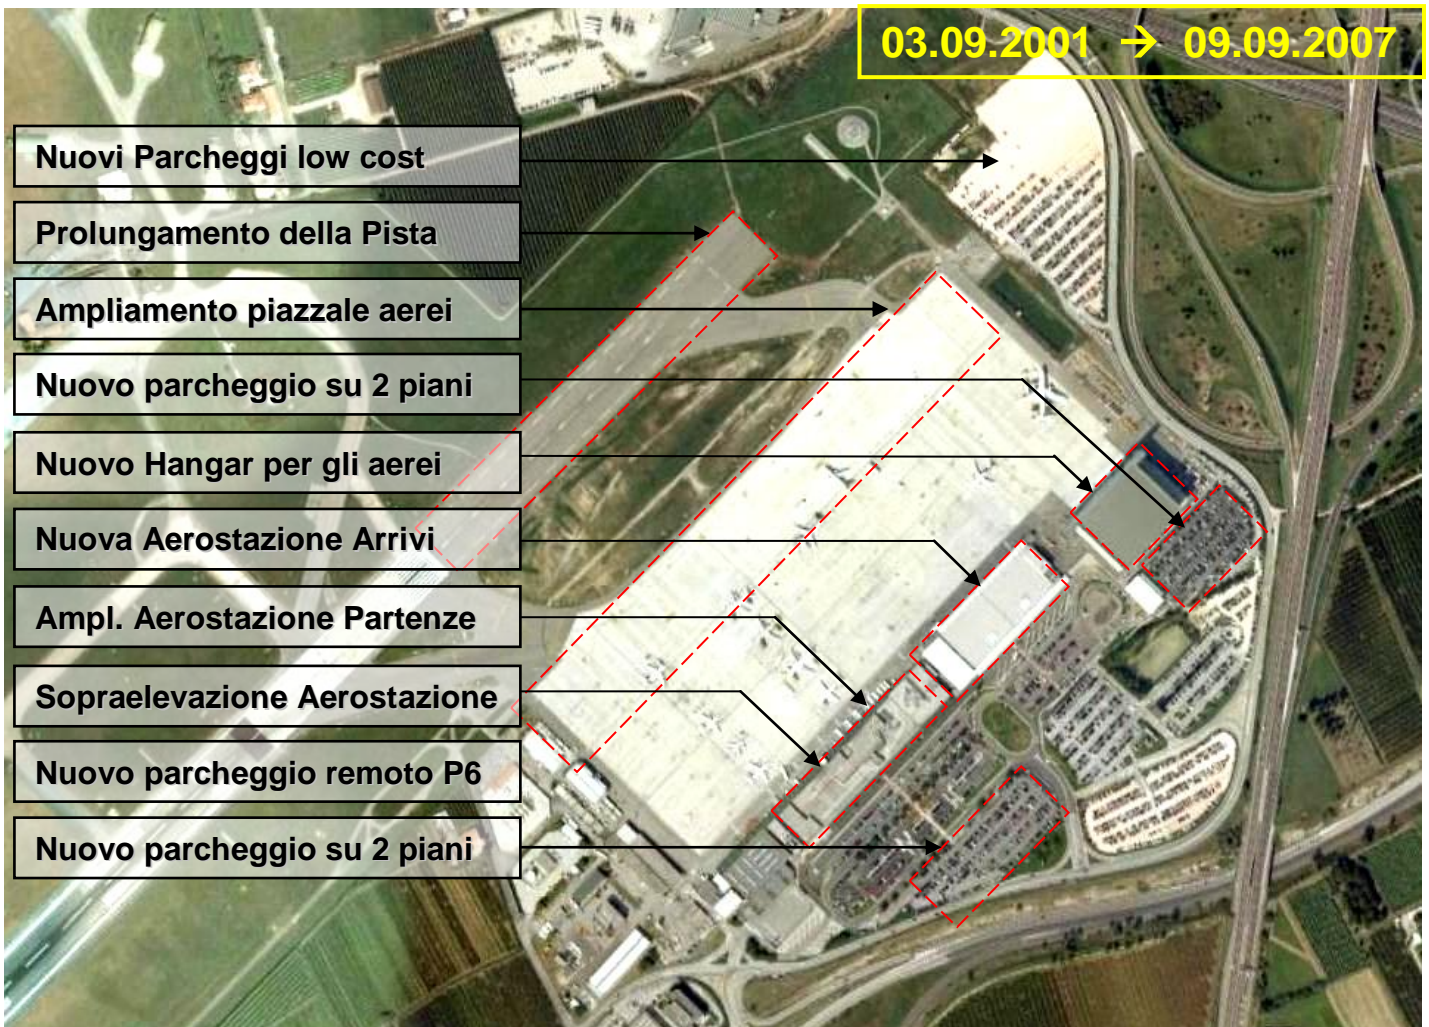 03.09.2001 → 09.09.2007
Nuovi Parcheggi low cost
Prolungamento della Pista
Ampliamento piazzale aerei
Nuovo parcheggio su 2 piani
Nuovo Hangar per gli aerei
Nuova Aerostazione Arrivi
Ampl. Aerostazione Partenze
Sopraelevazione Aerostazione
Nuovo parcheggio remoto P6
Nuovo parcheggio su 2 piani